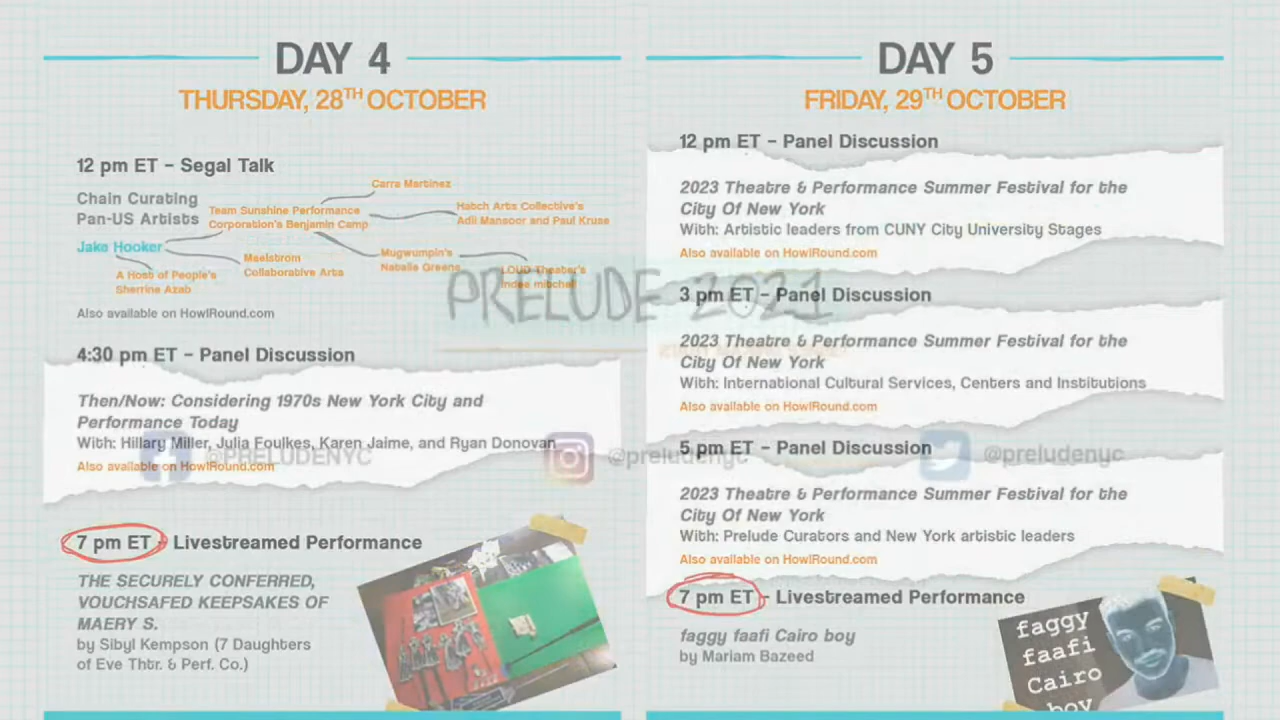 DAY 4
THURSDAY, 28TH OCTOBER
12 pm ET – Segal Talk
Chain Curating
Pan-US Artists
Carra Martinez
Team Sunshine Performance
Corporation's Benjamin Camp
Hatch Arts Collective's
Adil Mansoor and Paul Kruse
Jake Hooker
Maelstrom
Collaborative Arts
Mugwumpin's
Natalie Greene
A Host of People's
Sherrine Azab
LOUD Theater's
Indee mitchell
Also available on HowlRound.com
4:30 pm ET – Panel Discussion
Then/Now: Considering 1970s New York City and
Performance Today
With: Hillary Miller, Julia Foulkes, Karen Jaime, and Ryan Donovan
Also available on HowlRound.com
7 pm ET – Livestreamed Performance
THE SECURELY CONFERRED,
VOUCHSAFED KEEPSAKES OF
MAERY S.
by Sibyl Kempson (7 Daughters
of Eve Thtr. & Perf. Co.)
DAY 5
FRIDAY, 29TH OCTOBER
12 pm ET – Panel Discussion
2023 Theatre & Performance Summer Festival for the
City Of New York
With: Artistic leaders from CUNY City University Stages
Also available on HowlRound.com
3 pm ET – Panel Discussion
2023 Theatre & Performance Summer Festival for the
City Of New York
With: International Cultural Services, Centers and Institutions
Also available on HowlRound.com
5 pm ET – Panel Discussion
2023 Theatre & Performance Summer Festival for the
City Of New York
With: Prelude Curators and New York artistic leaders
Also available on HowlRound.com
7 pm ET – Livestreamed Performance
faggy faafi Cairo boy
by Mariam Bazeed
faggy
faafi
Cairo
boy
PRELUDE 2021
@PRELUDENYC
@preludenyc
@preludenyc